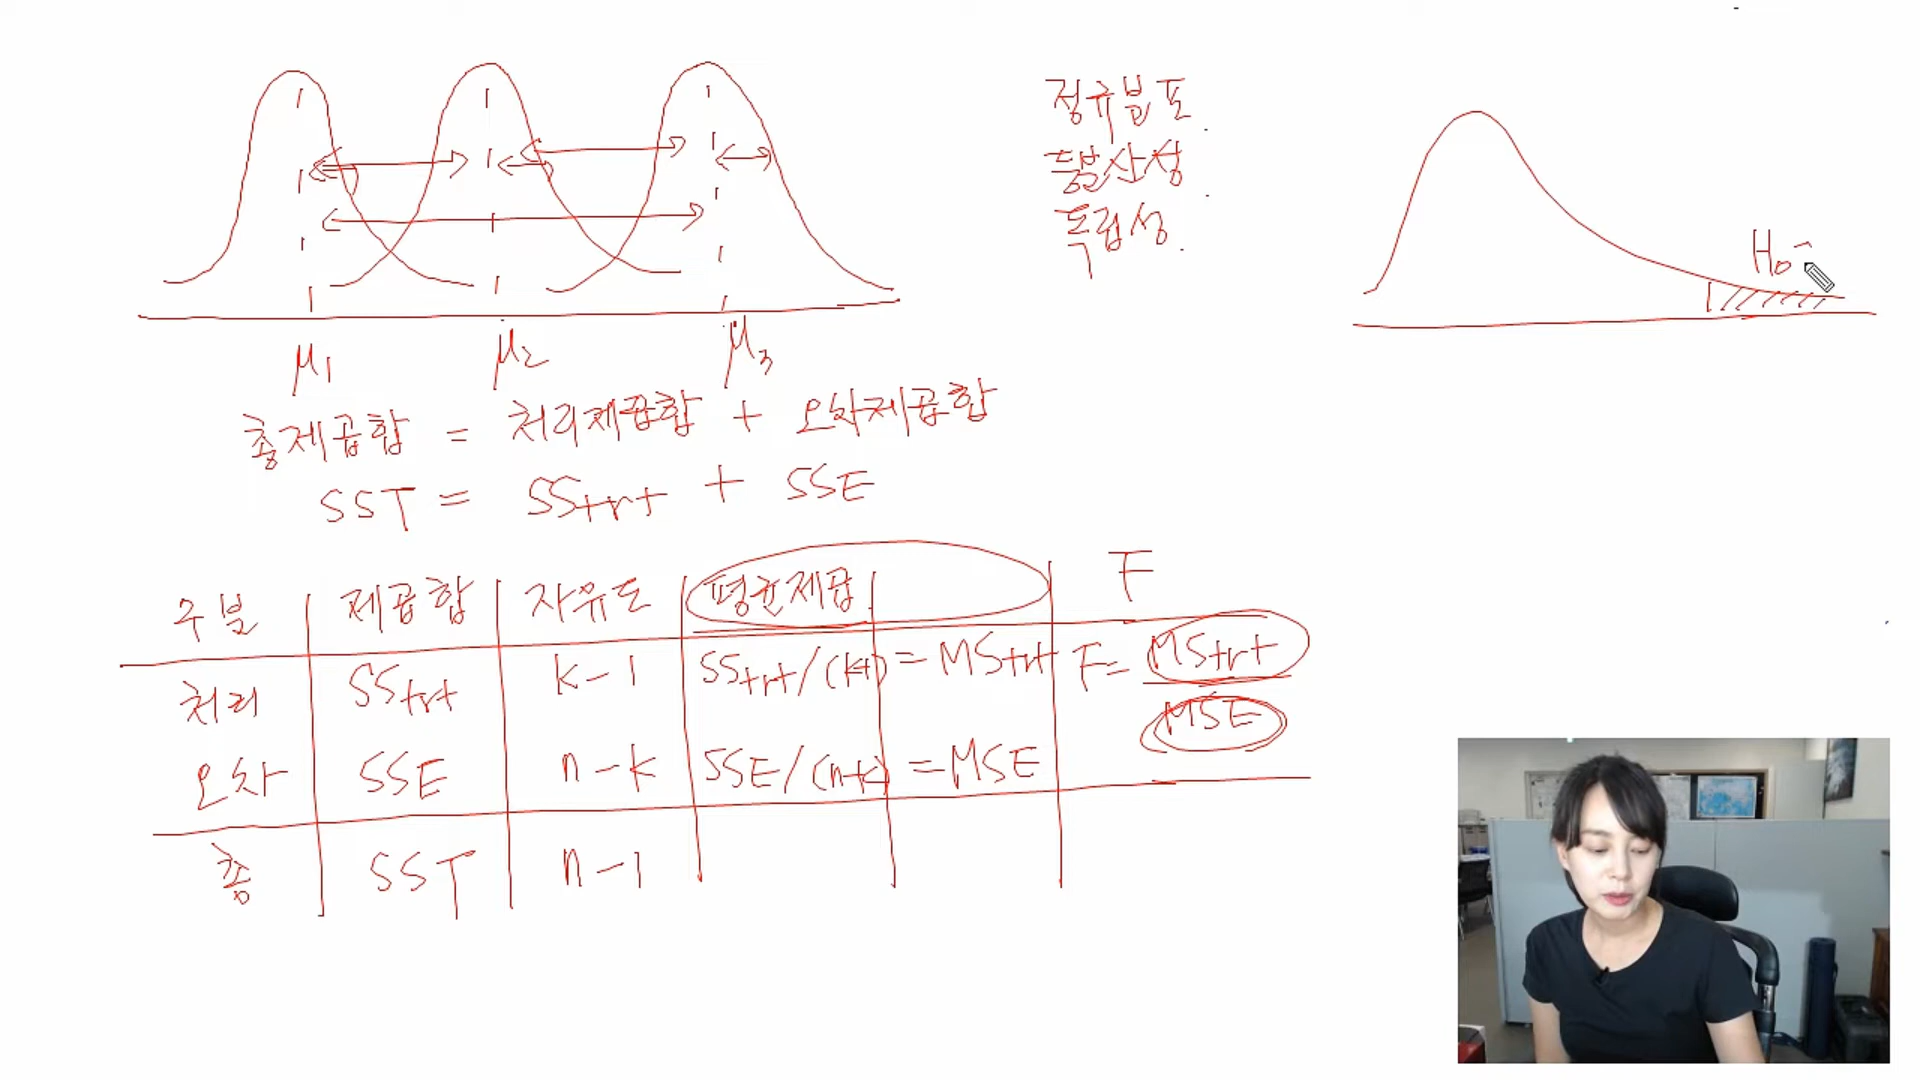 정규분포
등분산성
독립성
H₀
μ₁ μ₂ μ₃
총제곱합 = 처리제곱합 + 오차제곱합
SST = SStrt + SSE
구분 제곱합 자유도 평균제곱 F
처리 SStrt k-1 SStrt/(k-1) = MStrt F = MStrt / MSE
오차 SSE n-k SSE/(n-k) = MSE
총 SST n-1